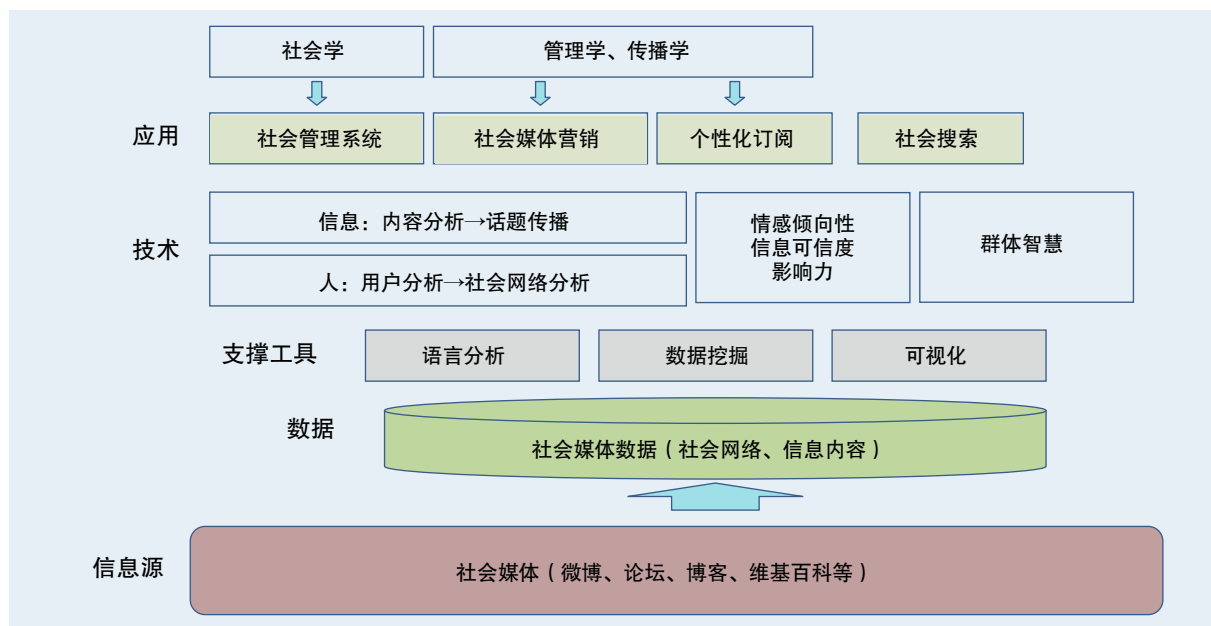 社会学
管理学、传播学
应用
社会管理系统
社会媒体营销
个性化订阅
社会搜索
技术
信息：内容分析→话题传播
人：用户分析→社会网络分析
情感倾向性
信息可信度
影响力
群体智慧
支撑工具
语言分析
数据挖掘
可视化
数据
社会媒体数据（社会网络、信息内容）
信息源
社会媒体（微博、论坛、博客、维基百科等）